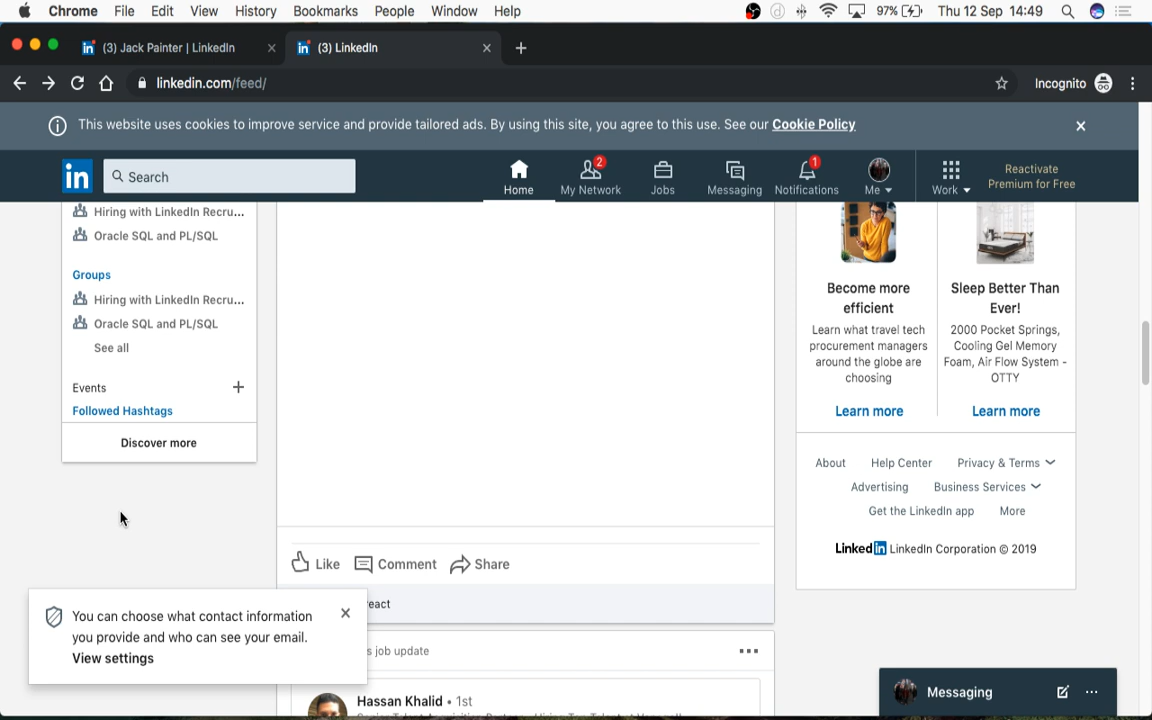 Chrome File Edit View History Bookmarks People Window Help 97% Thu 12 Sep 14:49
in (3) Jack Painter | LinkedIn
in (3) LinkedIn
linkedin.com/feed/
Incognito
This website uses cookies to improve service and provide tailored ads. By using this site, you agree to this use. See our Cookie Policy
in Search
Home
2 My Network
Jobs
Messaging
1 Notifications
Me
Work
Reactivate
Premium for Free
Hiring with LinkedIn Recru...
Oracle SQL and PL/SQL
Groups
Hiring with LinkedIn Recru...
Oracle SQL and PL/SQL
See all
Events +
Followed Hashtags
Discover more
Like Comment Share
react
s job update
Hassan Khalid • 1st
You can choose what contact information
you provide and who can see your email.
View settings
Become more
efficient
Learn what travel tech
procurement managers
around the globe are
choosing
Learn more
Sleep Better Than
Ever!
2000 Pocket Springs,
Cooling Gel Memory
Foam, Air Flow System -
OTTY
Learn more
About Help Center Privacy & Terms
Advertising Business Services
Get the LinkedIn app More
Linked in LinkedIn Corporation © 2019
Messaging